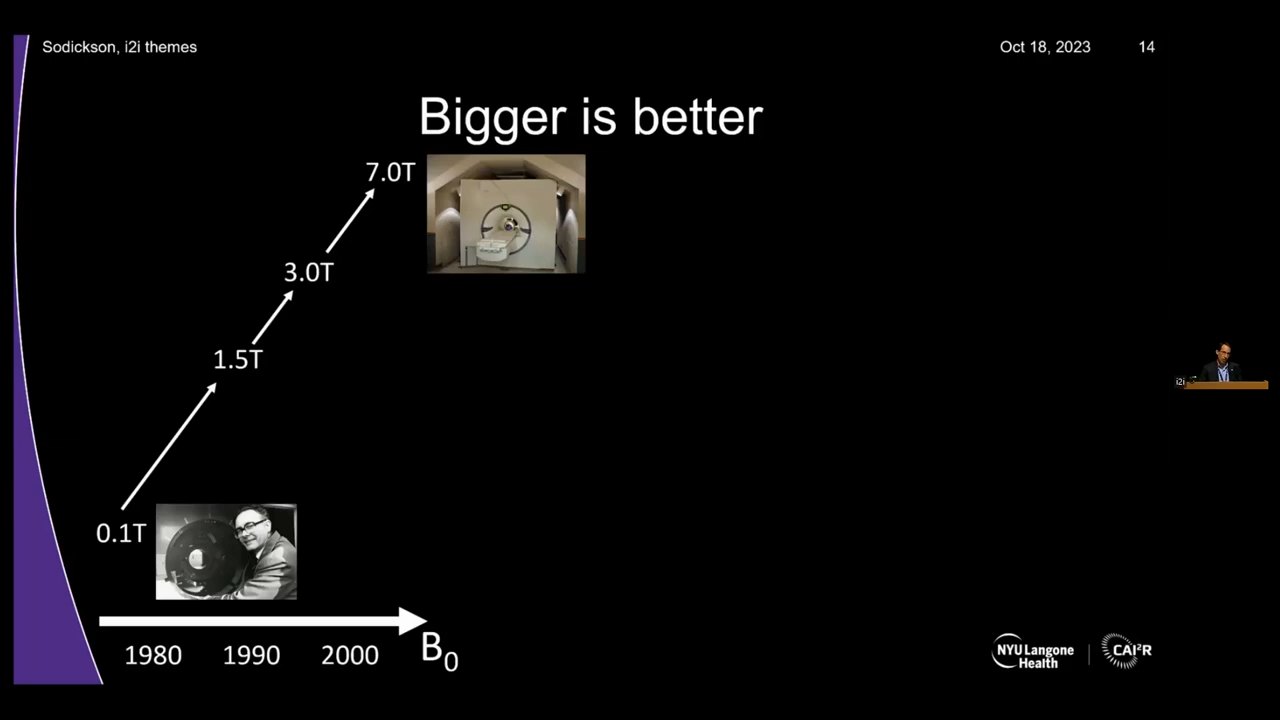 Sodickson, i2i themes
Oct 18, 2023
14
Bigger is better
7.0T
3.0T
1.5T
0.1T
i2i
1980 1990 2000 B₀
NYU Langone
Health
CAI²R